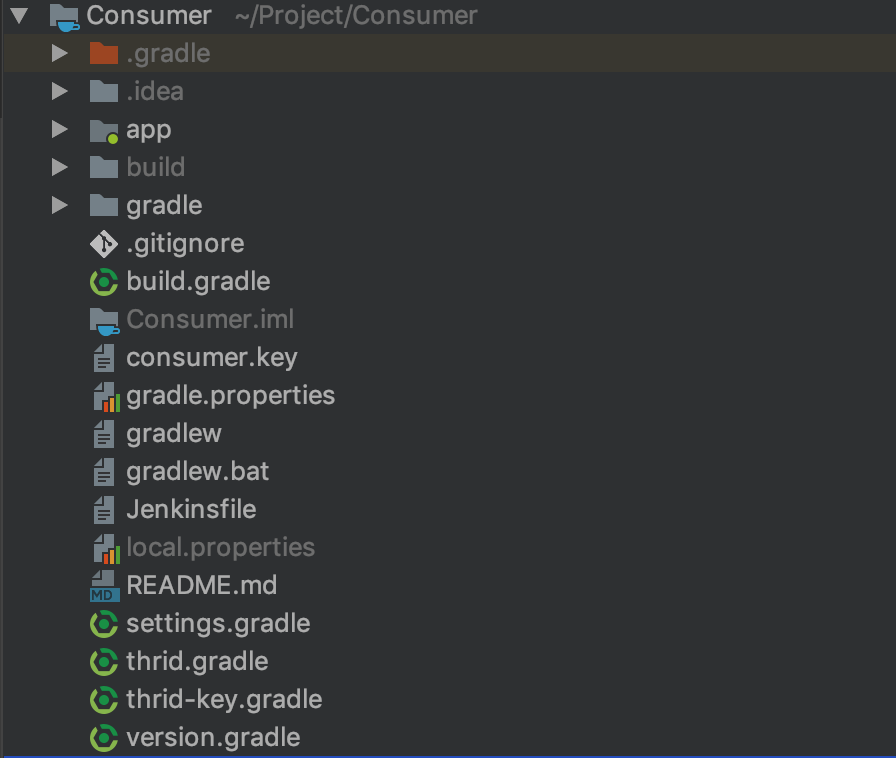 Consumer ~/Project/Consumer
.gradle
.idea
app
build
gradle
.gitignore
build.gradle
Consumer.iml
consumer.key
gradle.properties
gradlew
gradlew.bat
Jenkinsfile
local.properties
MD README.md
settings.gradle
thrid.gradle
thrid-key.gradle
version.gradle